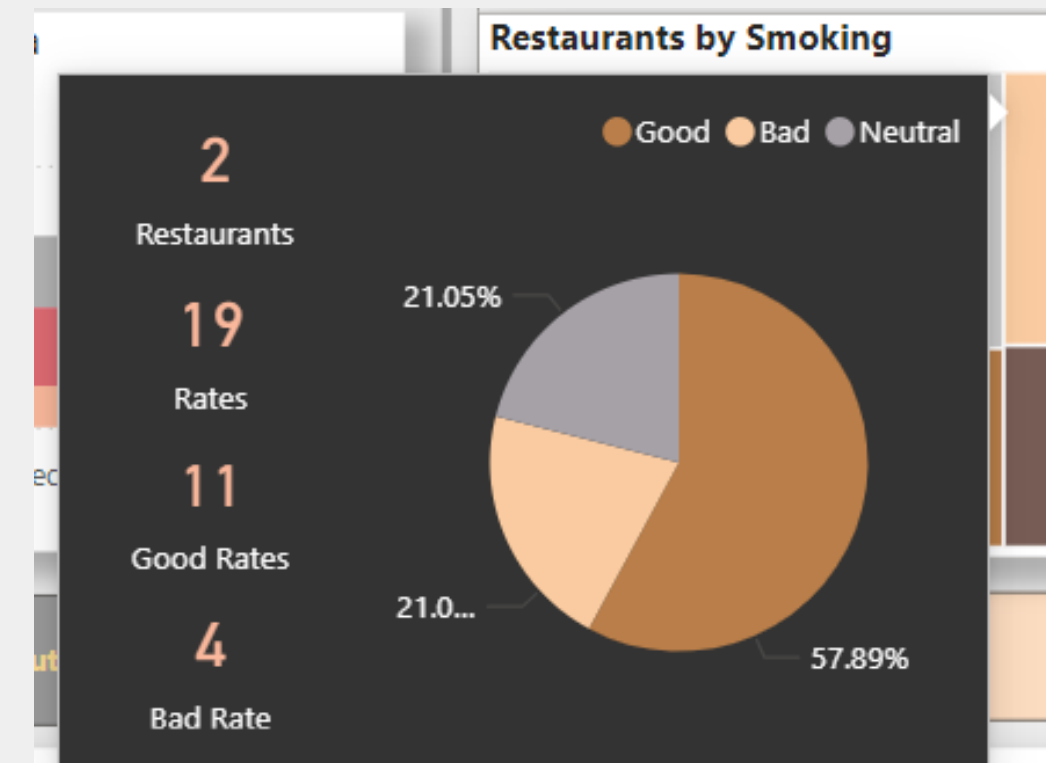 Restaurants by Smoking
Good Bad Neutral
2
Restaurants
19
Rates
11
Good Rates
4
Bad Rate
21.05%
21.0...
57.89%